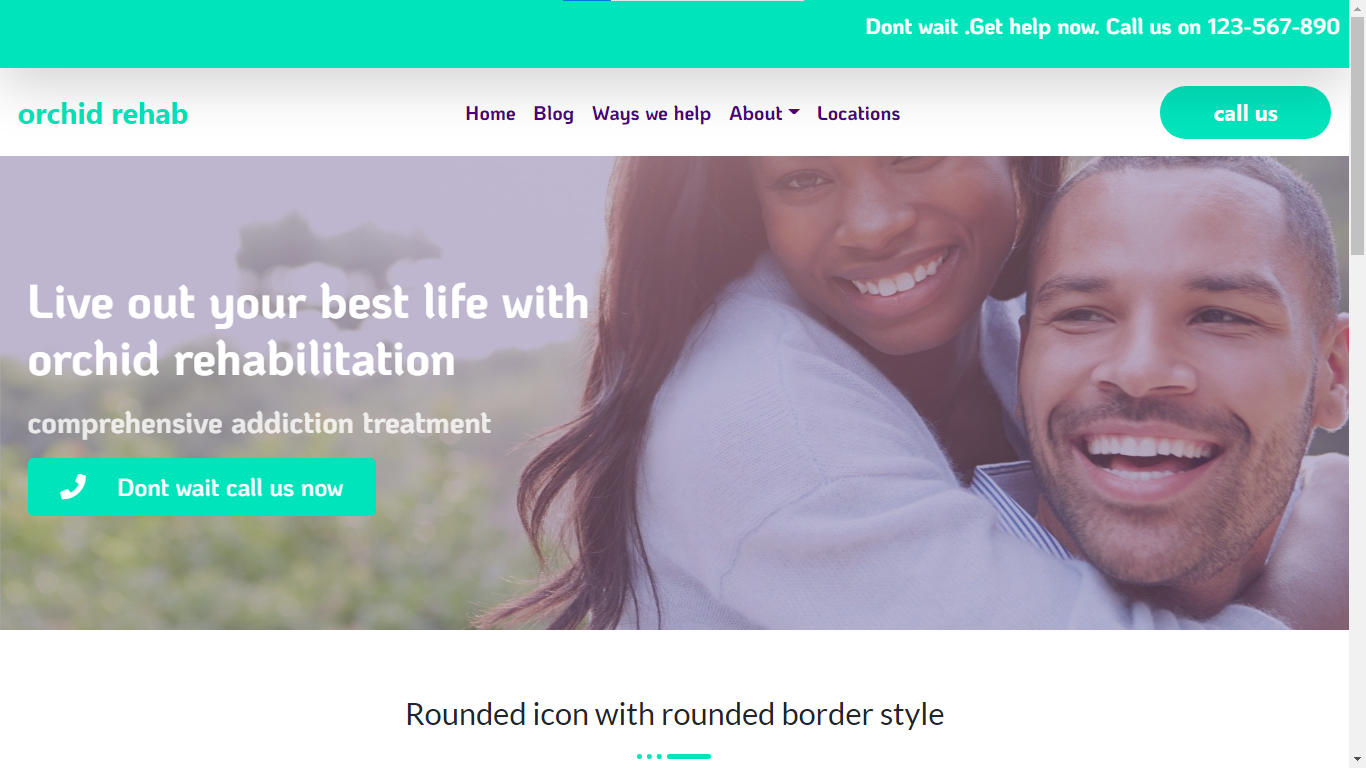 Dont wait .Get help now. Call us on 123-567-890
orchid rehab
Home Blog Ways we help About Locations
call us
Live out your best life with
orchid rehabilitation
comprehensive addiction treatment
Dont wait call us now
Rounded icon with rounded border style